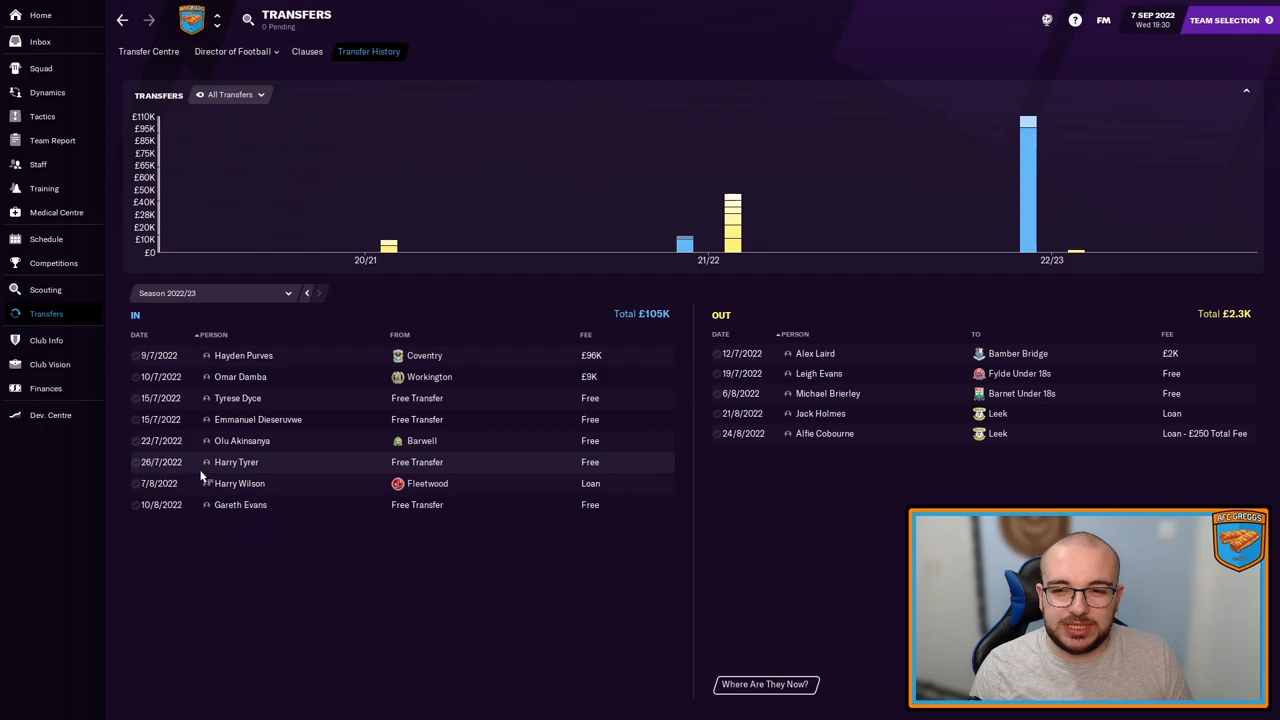 Home
Inbox
Squad
Dynamics
Tactics
Team Report
Staff
Training
Medical Centre
Schedule
Competitions
Scouting
Transfers
Club Info
Club Vision
Finances
Dev. Centre
TRANSFERS
0 Pending
FM
7 SEP 2022
Wed 19:30
TEAM SELECTION
Transfer Centre
Director of Football
Clauses
Transfer History
TRANSFERS
All Transfers
£110K
£95K
£85K
£75K
£65K
£50K
£40K
£28K
£10K
£0
20/21
21/22
22/23
Season 2022/23
IN
Total £105K
DATE PERSON FROM FEE
9/7/2022 Hayden Purves Coventry £96K
10/7/2022 Omar Damba Workington £9K
15/7/2022 Tyrese Dyce Free Transfer Free
15/7/2022 Emmanuel Dieseruvwe Free Transfer Free
22/7/2022 Olu Akinsanya Barwell Free
26/7/2022 Harry Tyrer Free Transfer Free
7/8/2022 Harry Wilson Fleetwood Loan
10/8/2022 Gareth Evans Free Transfer Free
OUT
Total £2.3K
DATE PERSON TO FEE
12/7/2022 Alex Laird Bamber Bridge £2K
19/7/2022 Leigh Evans Fylde Under 18s Free
6/8/2022 Michael Brierley Barnet Under 18s Free
21/8/2022 Jack Holmes Leek Loan
24/8/2022 Alfie Cobourne Leek Loan - £250 Total Fee
Where Are They Now?
AFC GREGGS